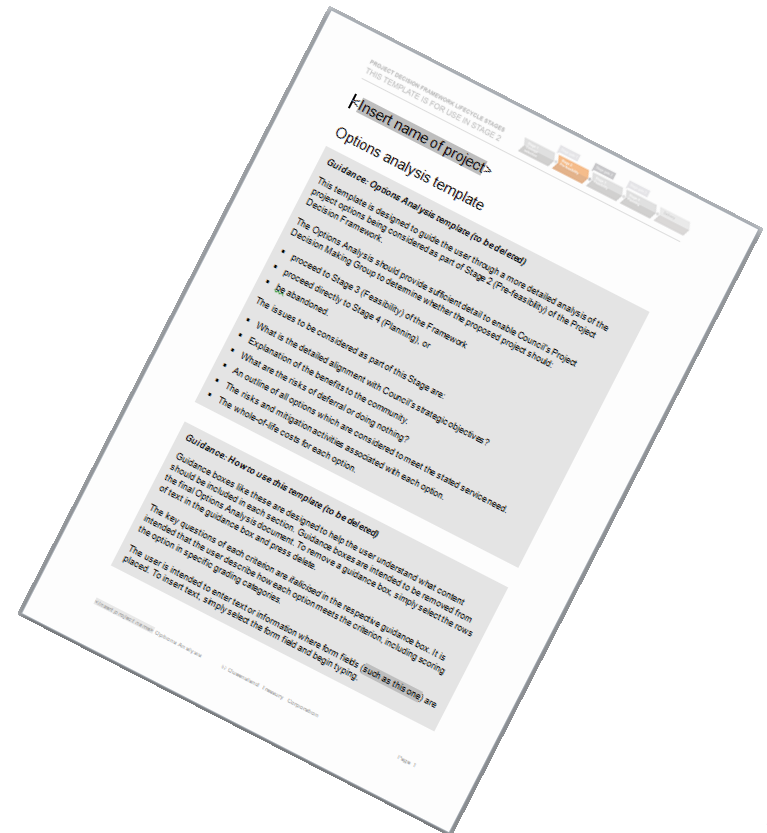 PROJECT DECISION FRAMEWORK LIFECYCLE STAGES
THIS TEMPLATE IS FOR USE IN STAGE 2
<Insert name of project>
Options analysis template
Guidance: Options Analysis template (to be deleted)
This template is designed to guide the user through a more detailed analysis of the
project options being considered as part of Stage 2 (Pre-feasibility) of the Project
Decision Framework.
The Options Analysis should provide sufficient detail to enable Council's Project
Decision Making Group to determine whether the proposed project should:
• proceed to Stage 3 (Feasibility) of the Framework
• proceed directly to Stage 4 (Planning), or
• be abandoned.
The issues to be considered as part of this Stage are:
• What is the detailed alignment with Council's strategic objectives?
• Explanation of the benefits to the community.
• What are the risks of deferral or doing nothing?
• An outline of all options which are considered to meet the stated service need.
• The risks and mitigation activities associated with each option.
• The whole-of-life costs for each option.
Guidance: How to use this template (to be deleted)
Guidance boxes like these are designed to help the user understand what content
should be included in each section. Guidance boxes are intended to be removed from
the final Options Analysis document. To remove a guidance box, simply select the rows
of text in the guidance box and press delete.
The key questions of each criterion are italicised in the respective guidance box. It is
intended that the user describe how each option meets the criterion, including scoring
the option in specific grading categories.
The user is intended to enter text or information where form fields (such as this one) are
placed. To insert text, simply select the form field and begin typing.
Options Analysis
Queensland Treasury Corporation
Page 1